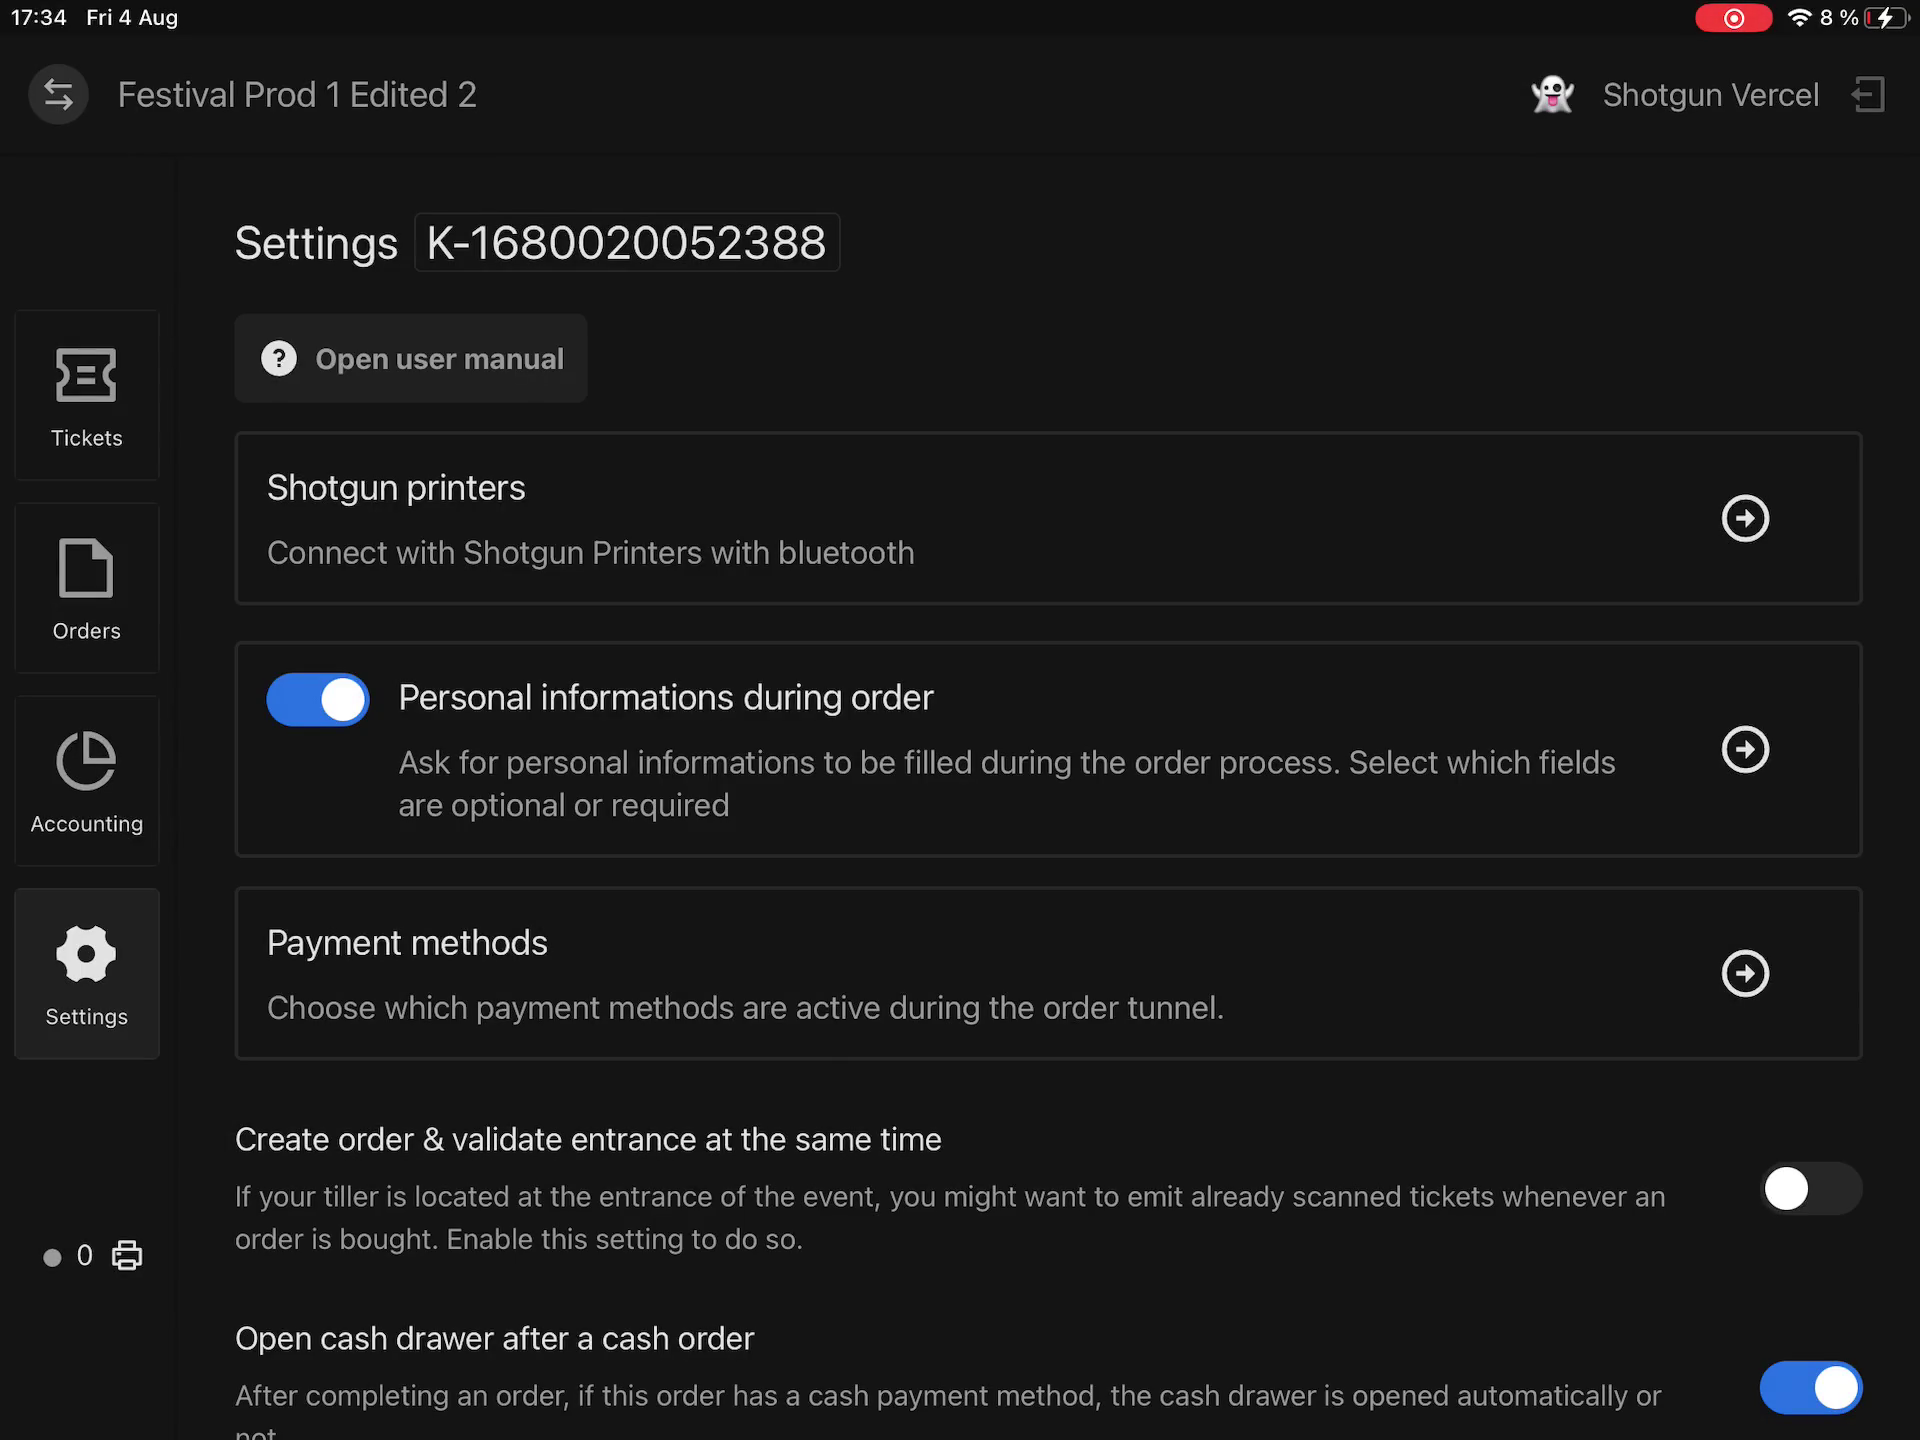 17:34 Fri 4 Aug
8 %
Festival Prod 1 Edited 2
Shotgun Vercel
Settings K-1680020052388
? Open user manual
Tickets
Orders
Accounting
Settings
0
Shotgun printers
Connect with Shotgun Printers with bluetooth
Personal informations during order
Ask for personal informations to be filled during the order process. Select which fields
are optional or required
Payment methods
Choose which payment methods are active during the order tunnel.
Create order & validate entrance at the same time
If your tiller is located at the entrance of the event, you might want to emit already scanned tickets whenever an
order is bought. Enable this setting to do so.
Open cash drawer after a cash order
After completing an order, if this order has a cash payment method, the cash drawer is opened automatically or
not